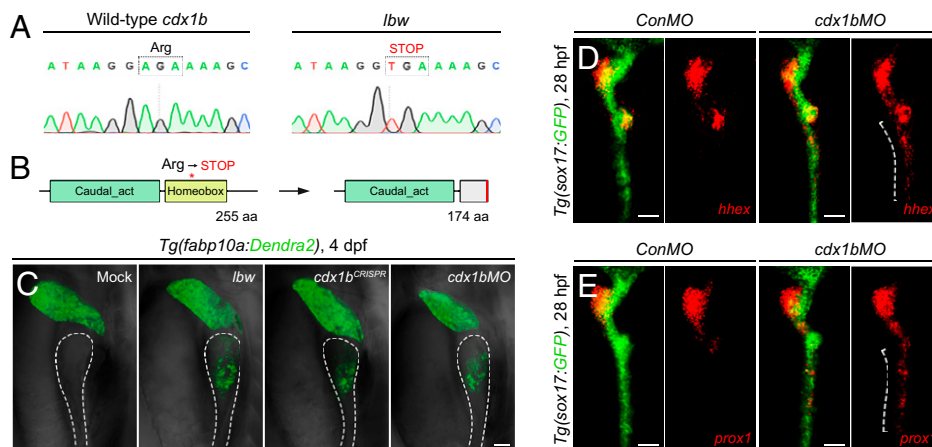 A
Wild-type cdx1b
lbw
Arg
STOP
A T A A G G A G A A A A G C
A T A A G G T G A A A A G C
B
Arg → STOP
*
Caudal_act
Homeobox
Caudal_act
255 aa
174 aa
Tg(fabp10a:Dendra2), 4 dpf
C
Mock
lbw
cdx1bCRISPR
cdx1bMO
ConMO
cdx1bMO
D
Tg(sox17:GFP), 28 hpf
hhex
hhex
ConMO
cdx1bMO
E
Tg(sox17:GFP), 28 hpf
prox1
prox1